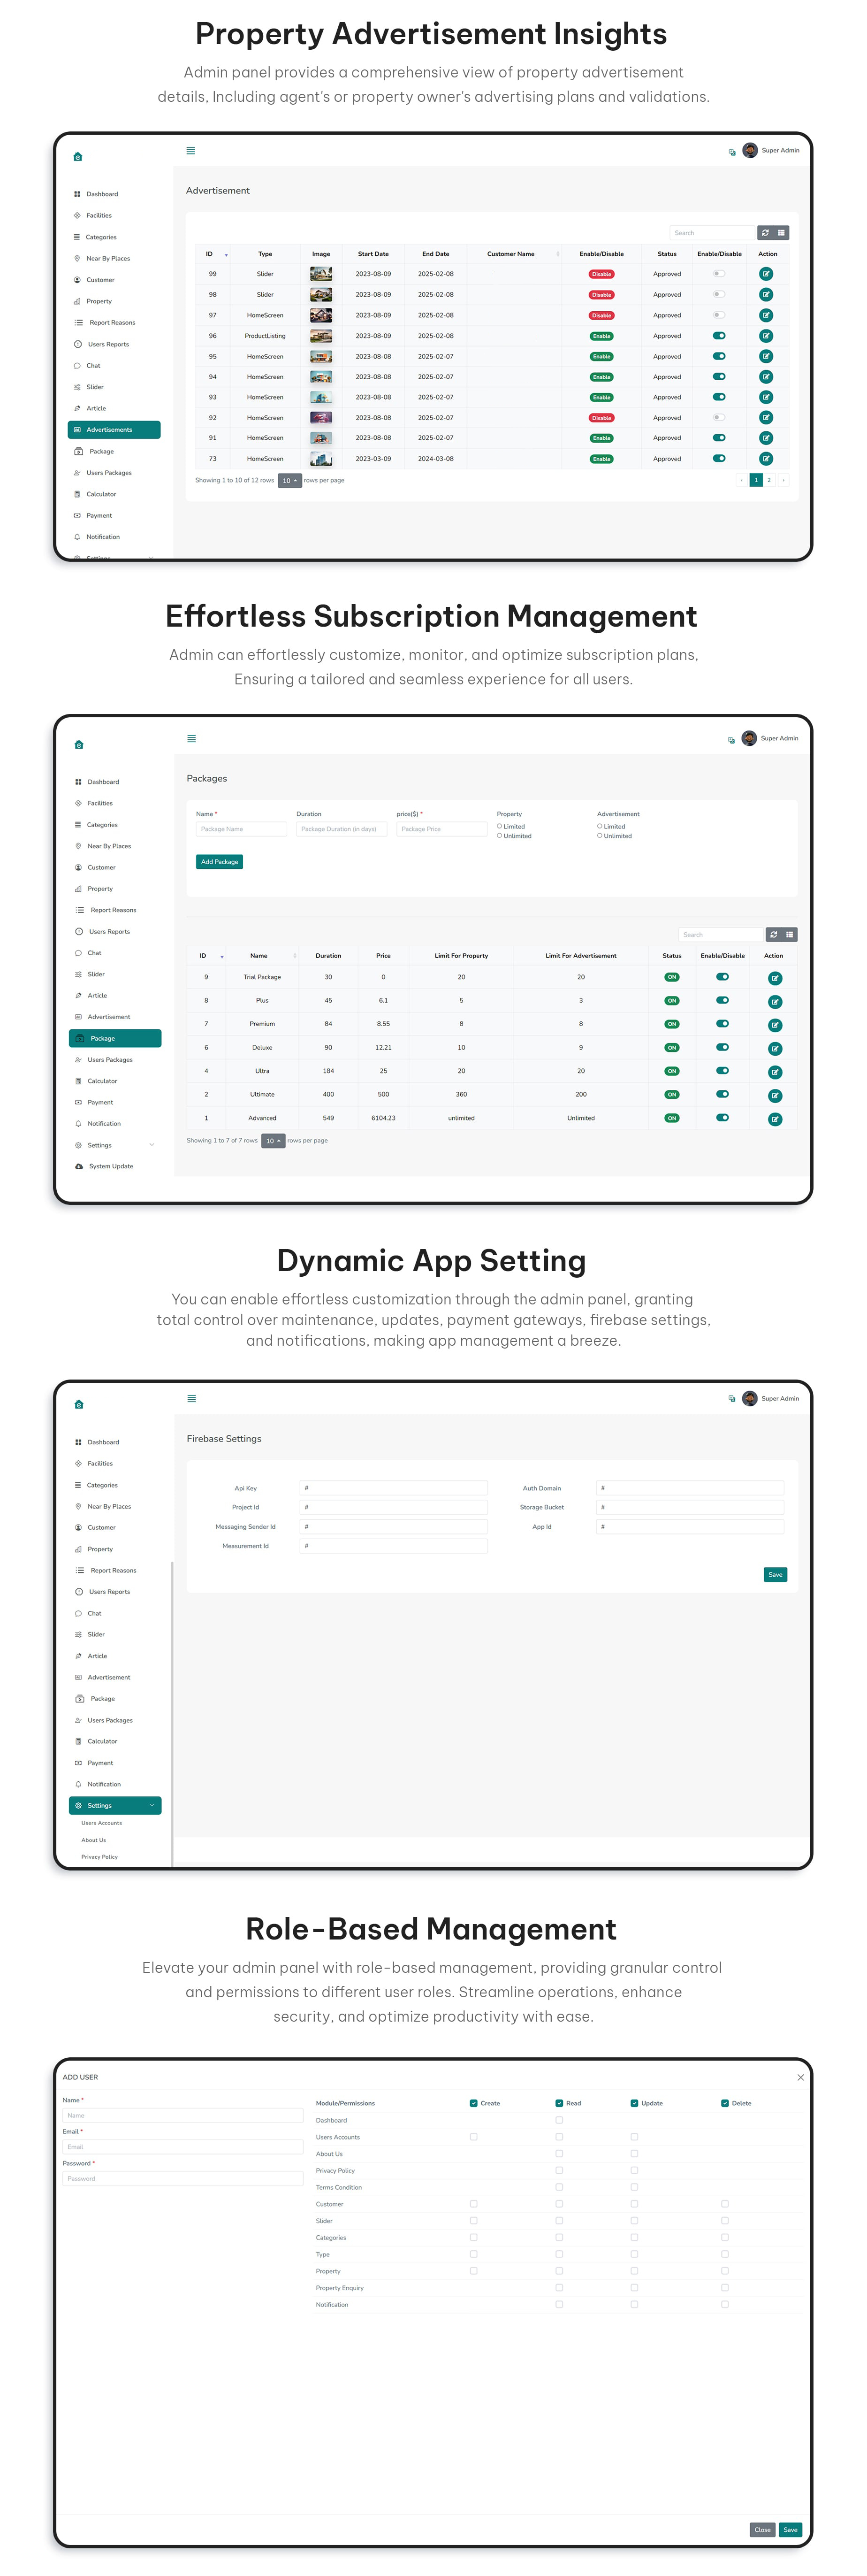 Property Advertisement Insights
Admin panel provides a comprehensive view of property advertisement
details, Including agent's or property owner's advertising plans and validations.
Super Admin
Dashboard
Facilities
Categories
Near By Places
Customer
Property
Report Reasons
Users Reports
Chat
Slider
Article
Advertisements
Package
Users Packages
Calculator
Payment
Notification
Settings
Advertisement
Search
ID Type Image Start Date End Date Customer Name Enable/Disable Status Enable/Disable Action
99 Slider 2023-08-09 2025-02-08 Disable Approved
98 Slider 2023-08-09 2025-02-08 Disable Approved
97 HomeScreen 2023-08-09 2025-02-08 Disable Approved
96 ProductListing 2023-08-09 2025-02-08 Enable Approved
95 HomeScreen 2023-08-08 2025-02-07 Enable Approved
94 HomeScreen 2023-08-08 2025-02-07 Enable Approved
93 HomeScreen 2023-08-08 2025-02-07 Enable Approved
92 HomeScreen 2023-08-08 2025-02-07 Disable Approved
91 HomeScreen 2023-08-08 2025-02-07 Enable Approved
73 HomeScreen 2023-03-09 2024-03-08 Enable Approved
Showing 1 to 10 of 12 rows 10 rows per page ‹ 1 2 ›
Effortless Subscription Management
Admin can effortlessly customize, monitor, and optimize subscription plans,
Ensuring a tailored and seamless experience for all users.
Super Admin
Dashboard
Facilities
Categories
Near By Places
Customer
Property
Report Reasons
Users Reports
Chat
Slider
Article
Advertisement
Package
Users Packages
Calculator
Payment
Notification
Settings
System Update
Packages
Name * Duration price($) * Property Advertisement
Package Name Package Duration (in days) Package Price Limited Limited
Unlimited Unlimited
Add Package
Search
ID Name Duration Price Limit For Property Limit For Advertisement Status Enable/Disable Action
9 Trial Package 30 0 20 20 ON
8 Plus 45 6.1 5 3 ON
7 Premium 84 8.55 8 8 ON
6 Deluxe 90 12.21 10 9 ON
4 Ultra 184 25 20 20 ON
2 Ultimate 400 500 360 200 ON
1 Advanced 549 6104.23 unlimited Unlimited ON
Showing 1 to 7 of 7 rows 10 rows per page
Dynamic App Setting
You can enable effortless customization through the admin panel, granting
total control over maintenance, updates, payment gateways, firebase settings,
and notifications, making app management a breeze.
Super Admin
Dashboard
Facilities
Categories
Near By Places
Customer
Property
Report Reasons
Users Reports
Chat
Slider
Article
Advertisement
Package
Users Packages
Calculator
Payment
Notification
Settings
Users Accounts
About Us
Privacy Policy
Firebase Settings
Api Key # Auth Domain #
Project Id # Storage Bucket #
Messaging Sender Id # App Id #
Measurement Id #
Save
Role-Based Management
Elevate your admin panel with role-based management, providing granular control
and permissions to different user roles. Streamline operations, enhance
security, and optimize productivity with ease.
ADD USER
Name *
Name
Email *
Email
Password *
Password
Module/Permissions Create Read Update Delete
Dashboard
Users Accounts
About Us
Privacy Policy
Terms Condition
Customer
Slider
Categories
Type
Property
Property Enquiry
Notification
Close Save